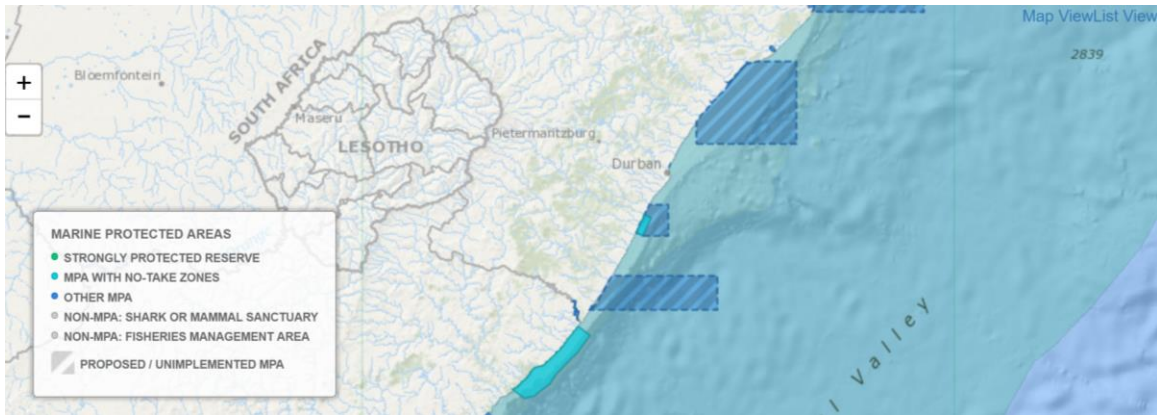 Map View List View
2839
+
−
Bloemfontein
SOUTH AFRICA
Maseru
LESOTHO
Pietermantzburg
Durban
MARINE PROTECTED AREAS
STRONGLY PROTECTED RESERVE
MPA WITH NO-TAKE ZONES
OTHER MPA
NON-MPA: SHARK OR MAMMAL SANCTUARY
NON-MPA: FISHERIES MANAGEMENT AREA
PROPOSED / UNIMPLEMENTED MPA
l Valley